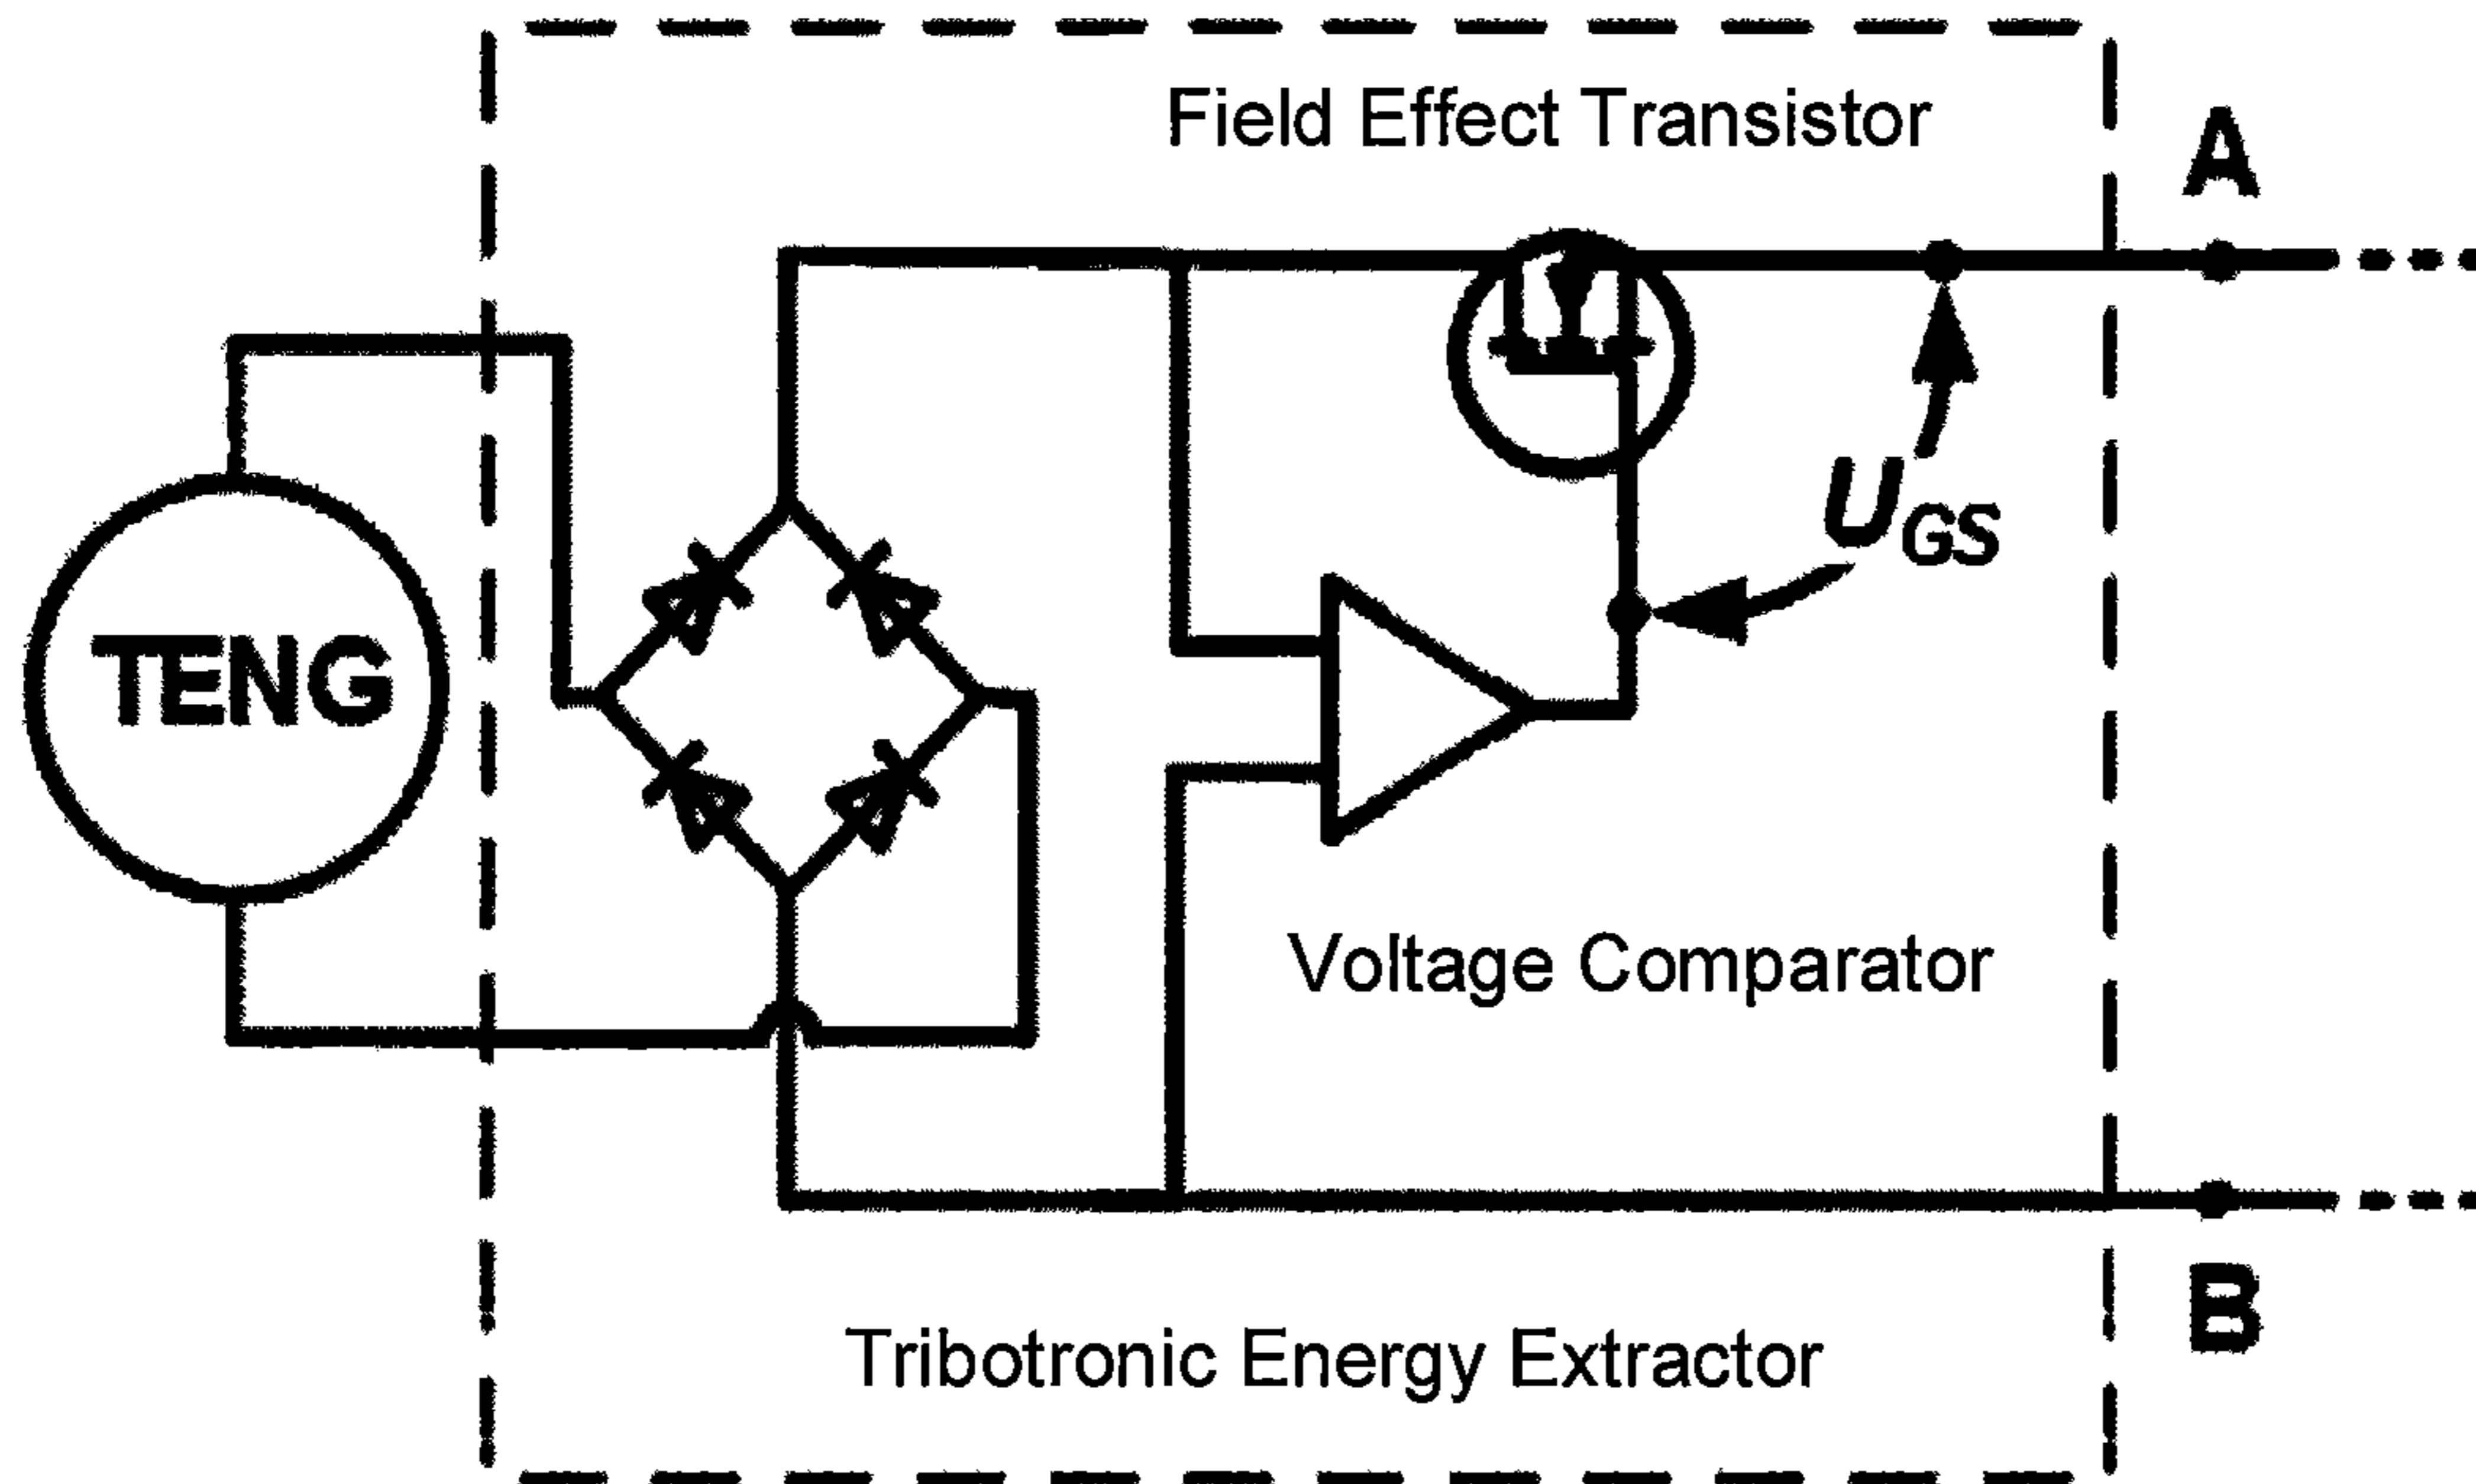 Field Effect Transistor
A
U_GS
TENG
Voltage Comparator
B
Tribotronic Energy Extractor